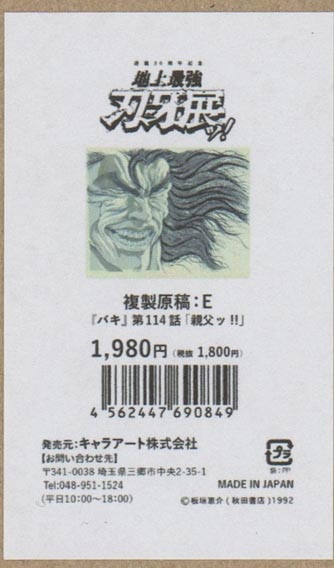 連載30周年記念
地上最強
刃牙展ッ!
複製原稿:E
『バキ』第114話「親父ッ!!」
1,980円(税抜 1,800円)
4 562447 690849
発売元:キャラアート株式会社
【お問い合わせ先】
〒341-0038 埼玉県三郷市中央2-35-1
Tel:048-951-1524
(平日10:00〜18:00)
プラ
袋:PP
MADE IN JAPAN
©板垣恵介(秋田書店)1992